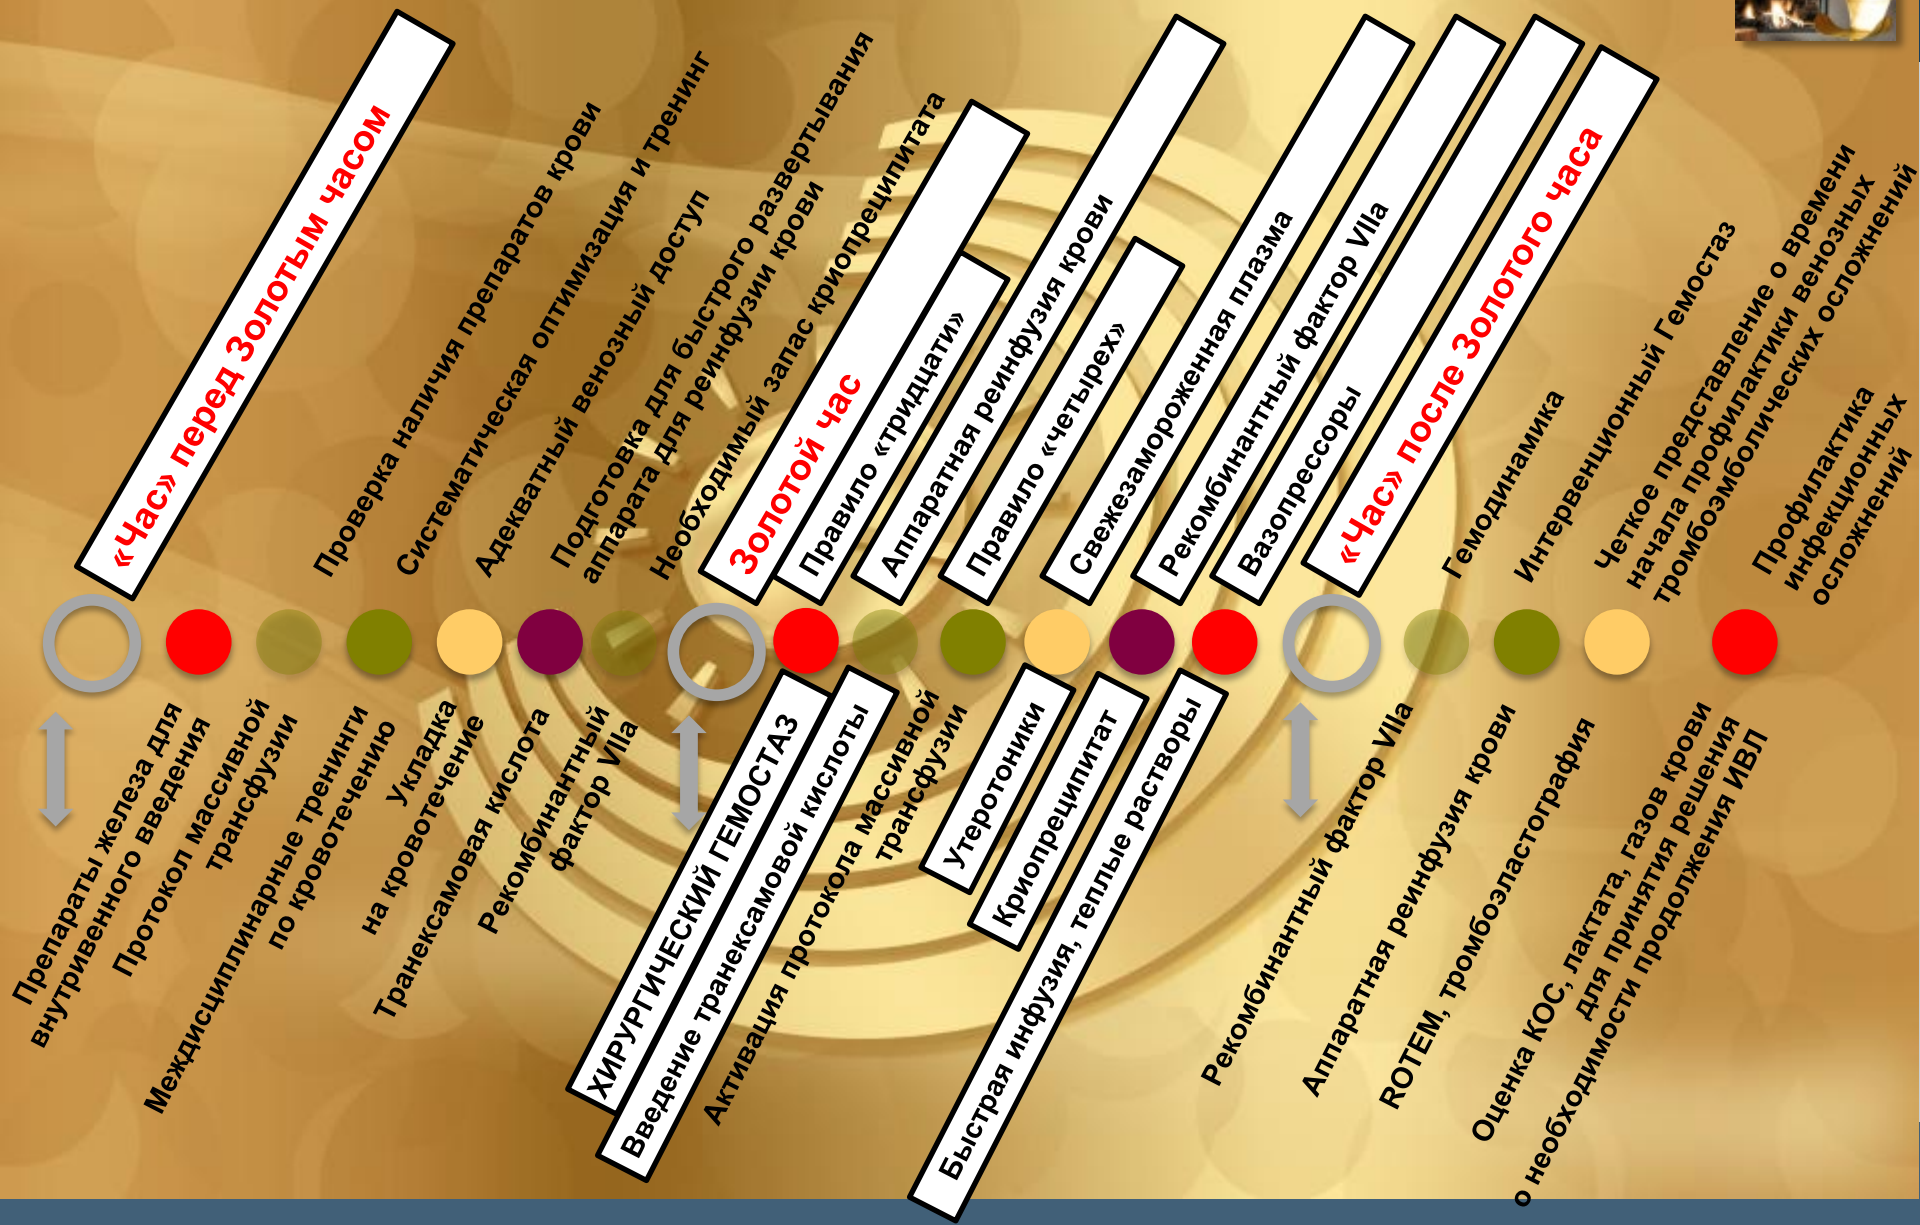 «Час» перед Золотым часом
Проверка наличия препаратов крови
Систематическая оптимизация и тренинг
Адекватный венозный доступ
Подготовка для быстрого развертывания
аппарата для реинфузии крови
Необходимый запас криопреципитата
Золотой час
Правило «тридцати»
Аппаратная реинфузия крови
Правило «четырех»
Свежезамороженная плазма
Рекомбинантный фактор VIIa
Вазопрессоры
«Час» после Золотого часа
Гемодинамика
Интервенционный Гемостаз
Четкое представление о времени
начала профилактики венозных
тромбоэмболических осложнений
Профилактика
инфекционных
осложнений
Препараты железа для
внутривенного введения
Протокол массивной
трансфузии
Междисциплинарные тренинги
по кровотечению
Укладка
на кровотечение
Транексамовая кислота
Рекомбинантный
фактор VIIa
ХИРУРГИЧЕСКИЙ ГЕМОСТАЗ
Введение транексамовой кислоты
Активация протокола массивной
трансфузии
Утеротоники
Криопреципитат
Быстрая инфузия, теплые растворы
Рекомбинантный фактор VIIa
Аппаратная реинфузия крови
ROTEM, тромбоэластография
Оценка КОС, лактата, газов крови
для принятия решения
о необходимости продолжения ИВЛ